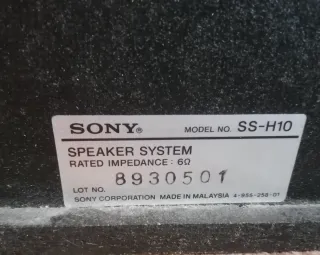 SONY® MODEL NO. SS-H10
SPEAKER SYSTEM
RATED IMPEDANCE : 6Ω
8930501
LOT NO.
SONY CORPORATION MADE IN MALAYSIA 4-956-258-01